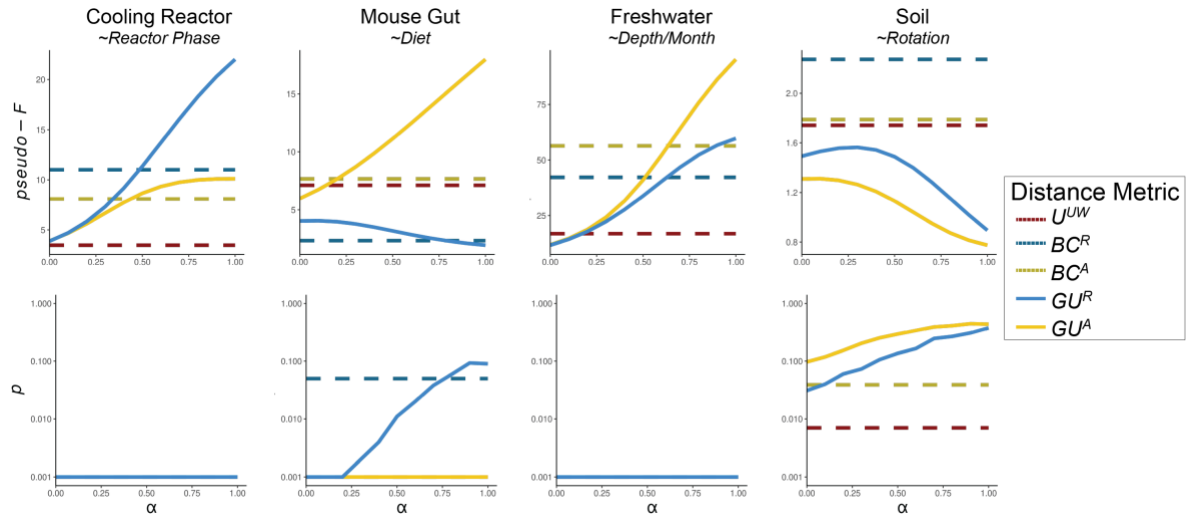 Cooling Reactor
~Reactor Phase
Mouse Gut
~Diet
Freshwater
~Depth/Month
Soil
~Rotation
pseudo – F
20
15
10
5
0.00 0.25 0.50 0.75 1.00
15
10
5
0.00 0.25 0.50 0.75 1.00
75
50
25
0.00 0.25 0.50 0.75 1.00
2.0
1.6
1.2
0.8
0.00 0.25 0.50 0.75 1.00
Distance Metric
U^UW
BC^R
BC^A
GU^R
GU^A
p
1.000
0.100
0.010
0.001
0.00 0.25 0.50 0.75 1.00
α
1.000
0.100
0.010
0.001
0.00 0.25 0.50 0.75 1.00
α
1.000
0.100
0.010
0.001
0.00 0.25 0.50 0.75 1.00
α
1.000
0.100
0.010
0.001
0.00 0.25 0.50 0.75 1.00
α